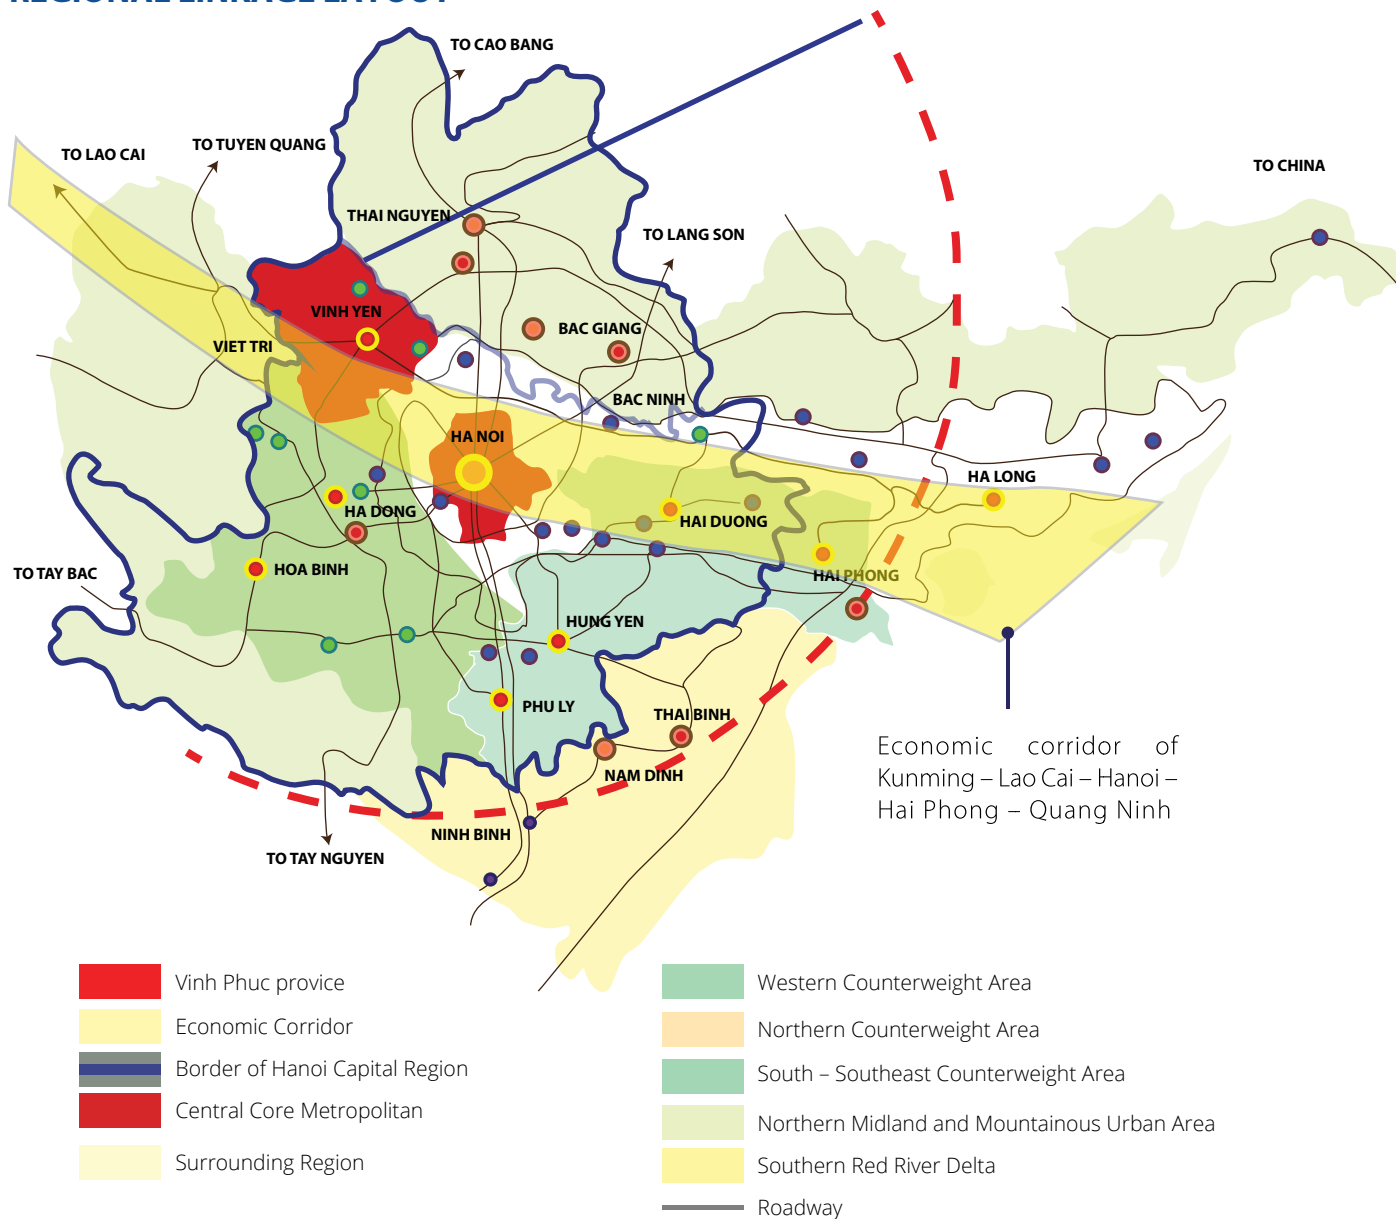 REGIONAL LINKAGE LAYOUT
TO CAO BANG
TO TUYEN QUANG
TO LAO CAI
TO CHINA
THAI NGUYEN
TO LANG SON
VINH YEN
BAC GIANG
VIET TRI
BAC NINH
HA NOI
HA LONG
HA DONG
HAI DUONG
TO TAY BAC
HOA BINH
HAI PHONG
HUNG YEN
PHU LY
THAI BINH
NAM DINH
NINH BINH
TO TAY NGUYEN
Economic corridor of
Kunming – Lao Cai – Hanoi –
Hai Phong – Quang Ninh
Vinh Phuc provice
Economic Corridor
Border of Hanoi Capital Region
Central Core Metropolitan
Surrounding Region
Western Counterweight Area
Northern Counterweight Area
South – Southeast Counterweight Area
Northern Midland and Mountainous Urban Area
Southern Red River Delta
Roadway